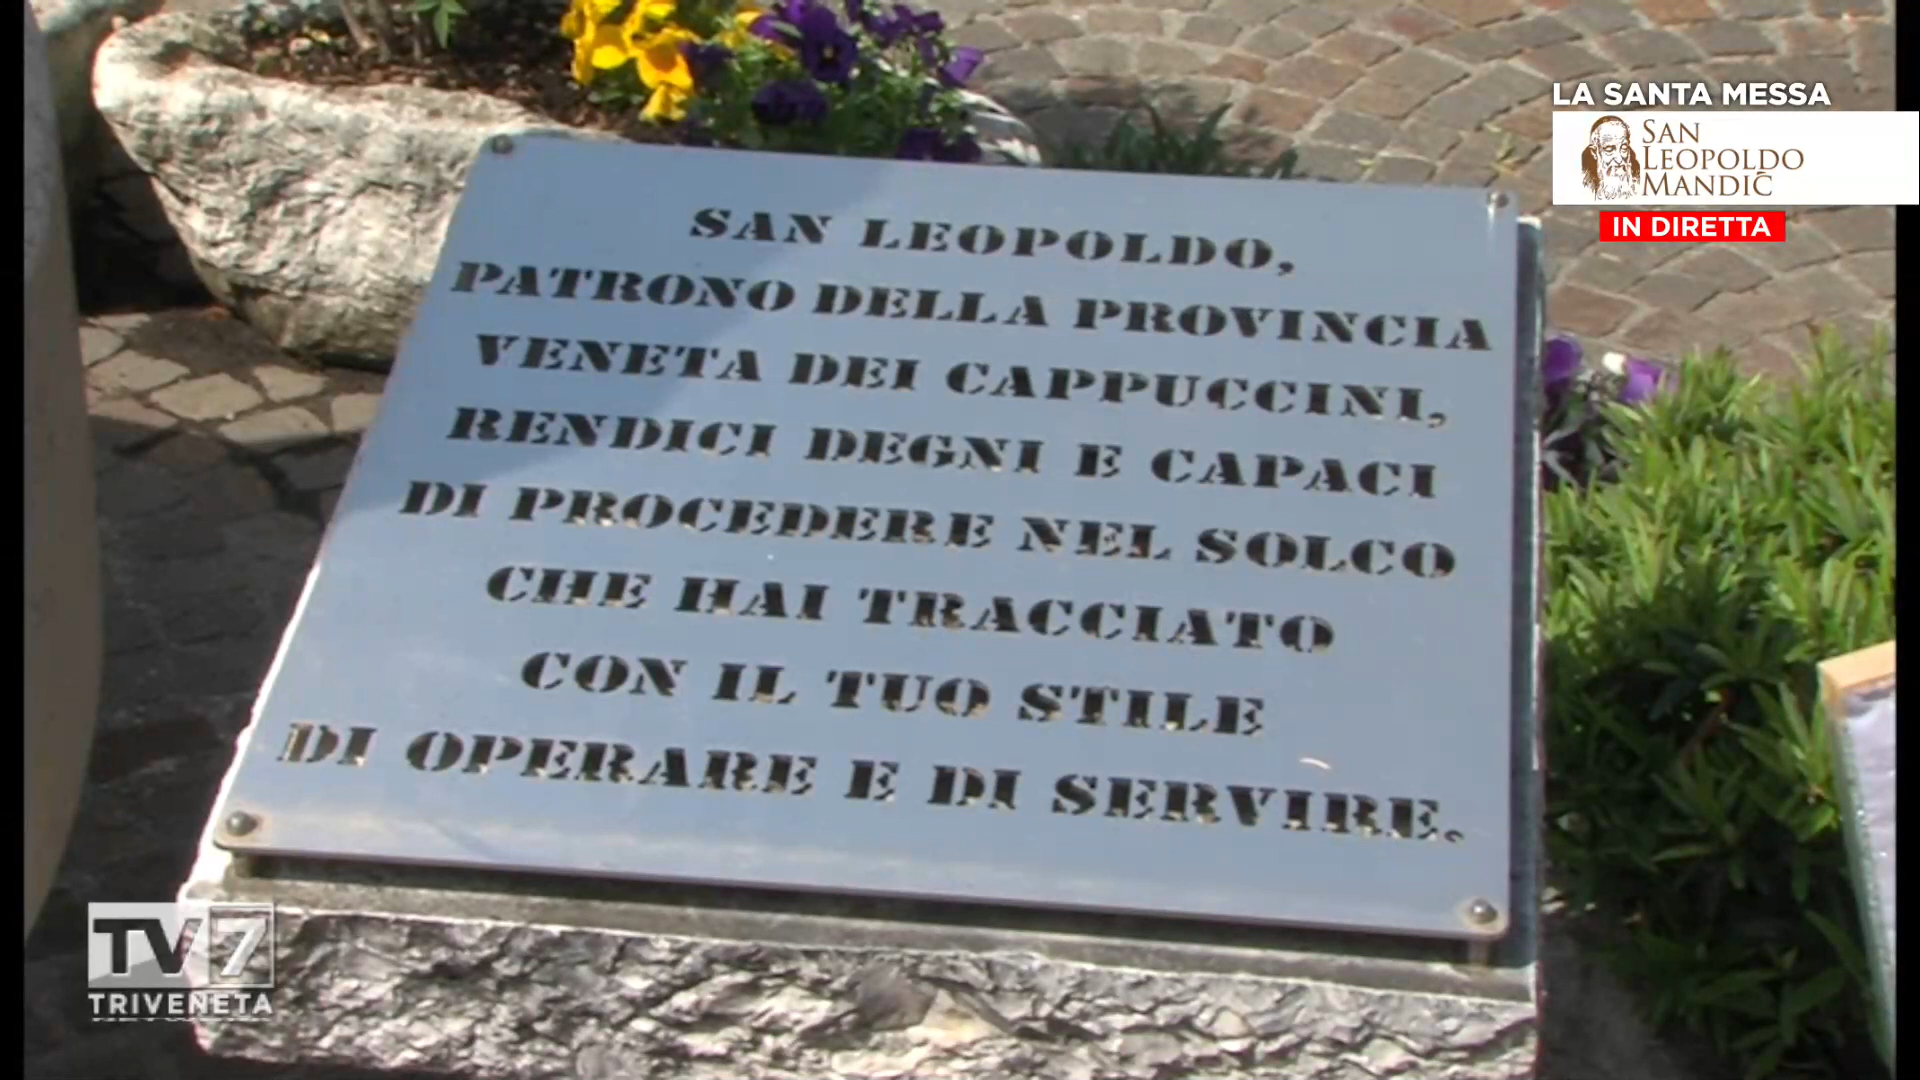 LA SANTA MESSA
SAN
LEOPOLDO
MANDIĆ
IN DIRETTA
SAN LEOPOLDO,
PATRONO DELLA PROVINCIA
VENETA DEI CAPPUCCINI,
RENDICI DEGNI E CAPACI
DI PROCEDERE NEL SOLCO
CHE HAI TRACCIATO
CON IL TUO STILE
DI OPERARE E DI SERVIRE.
TV7
TRIVENETA